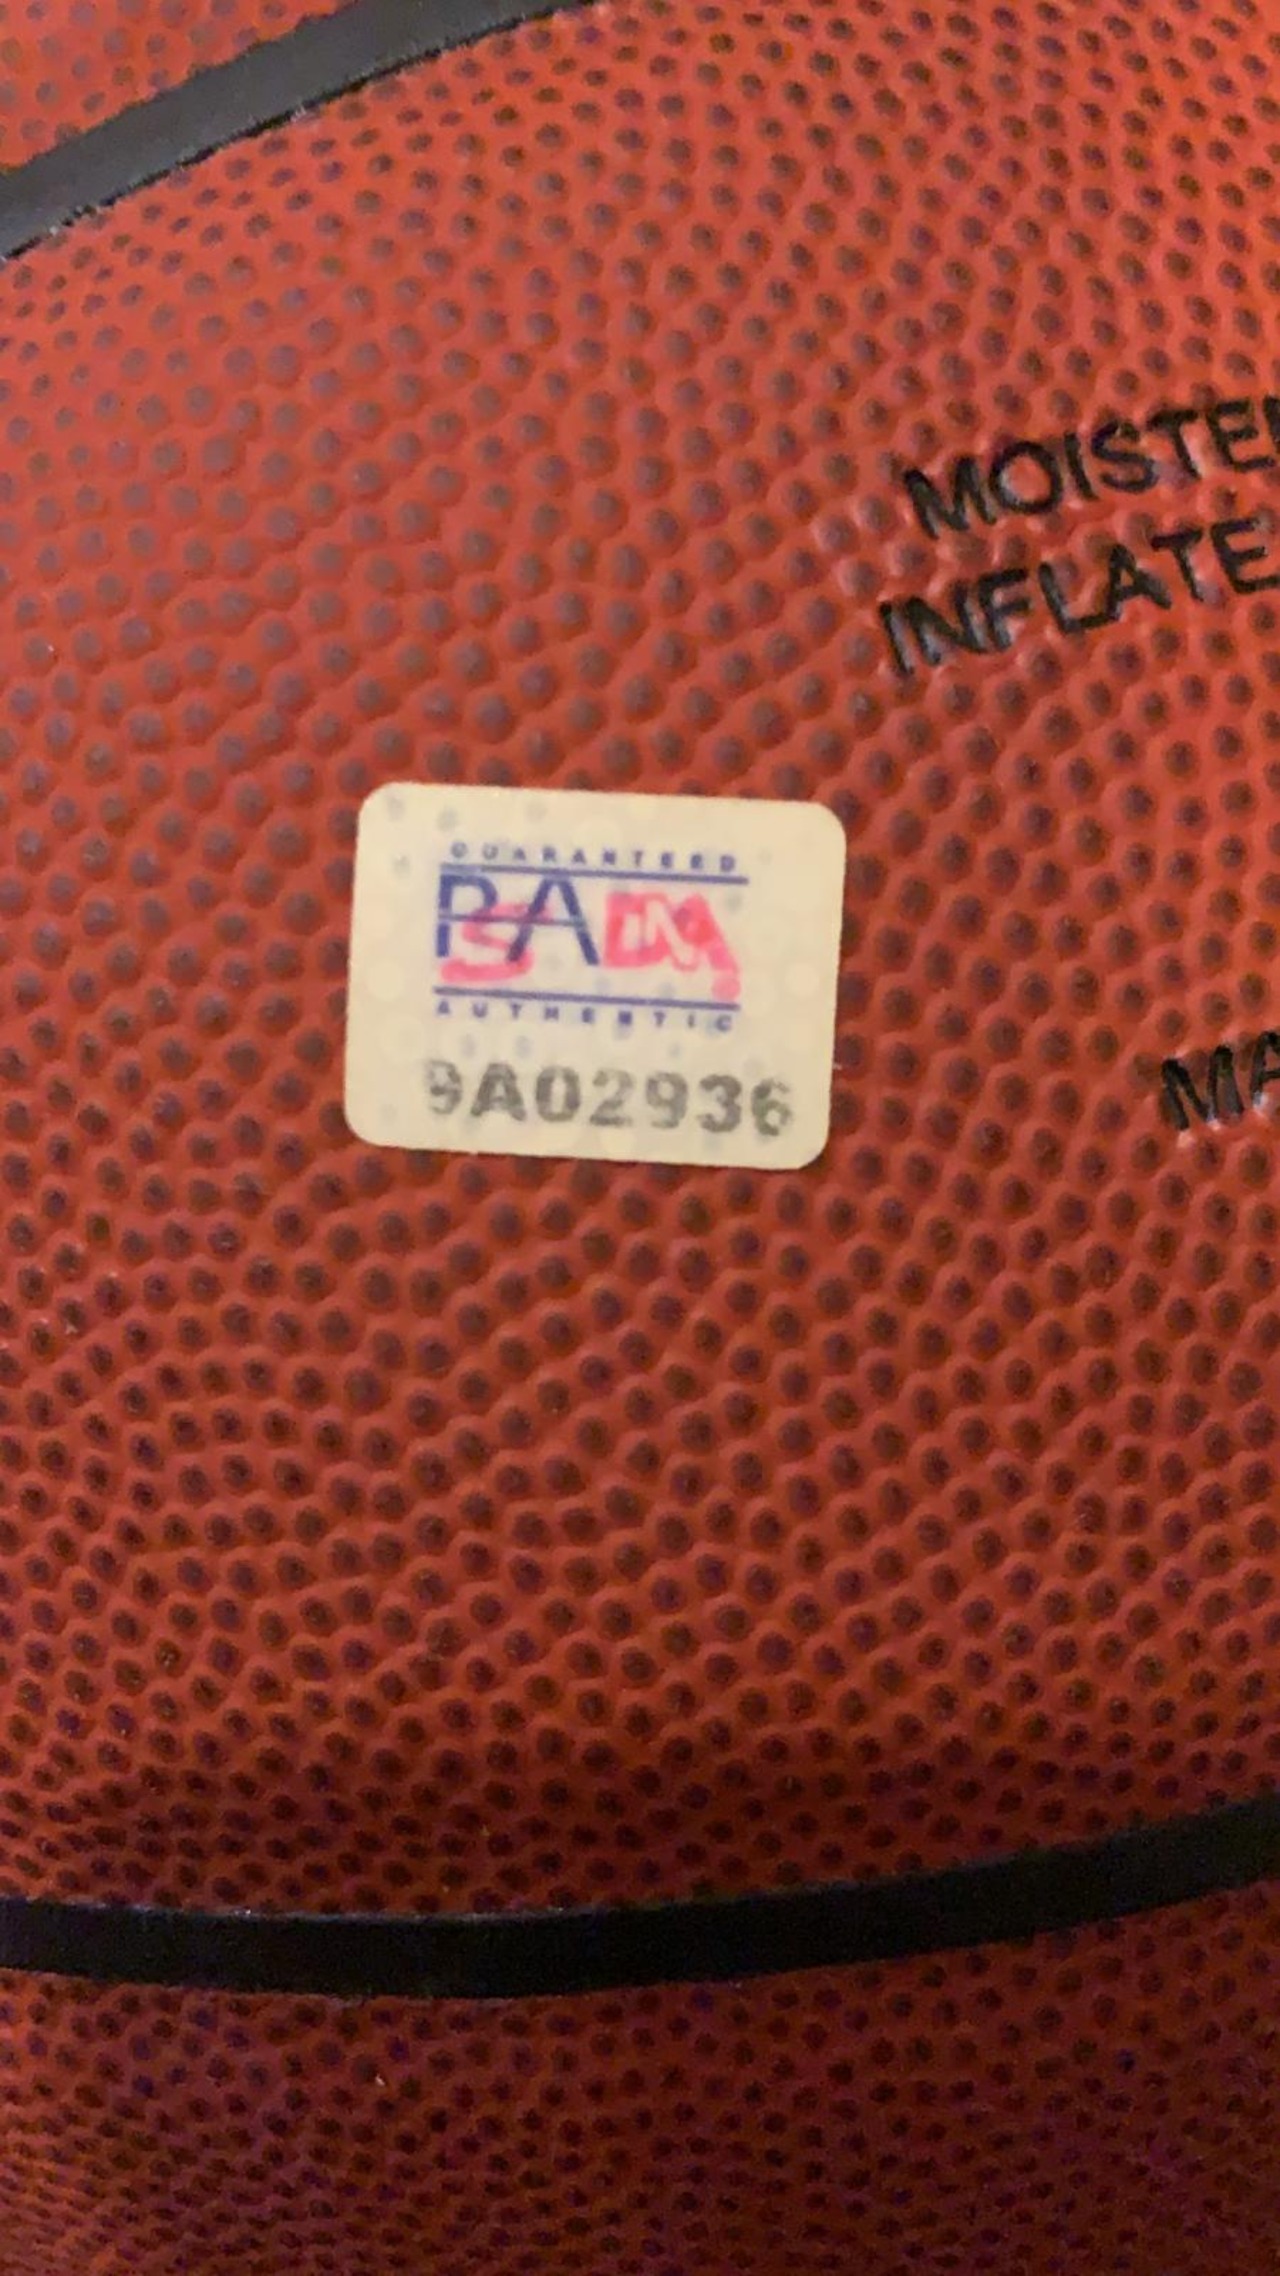 MOISTE
INFLATE
GUARANTEED
PSA DNA
AUTHENTIC
9A02936
MA